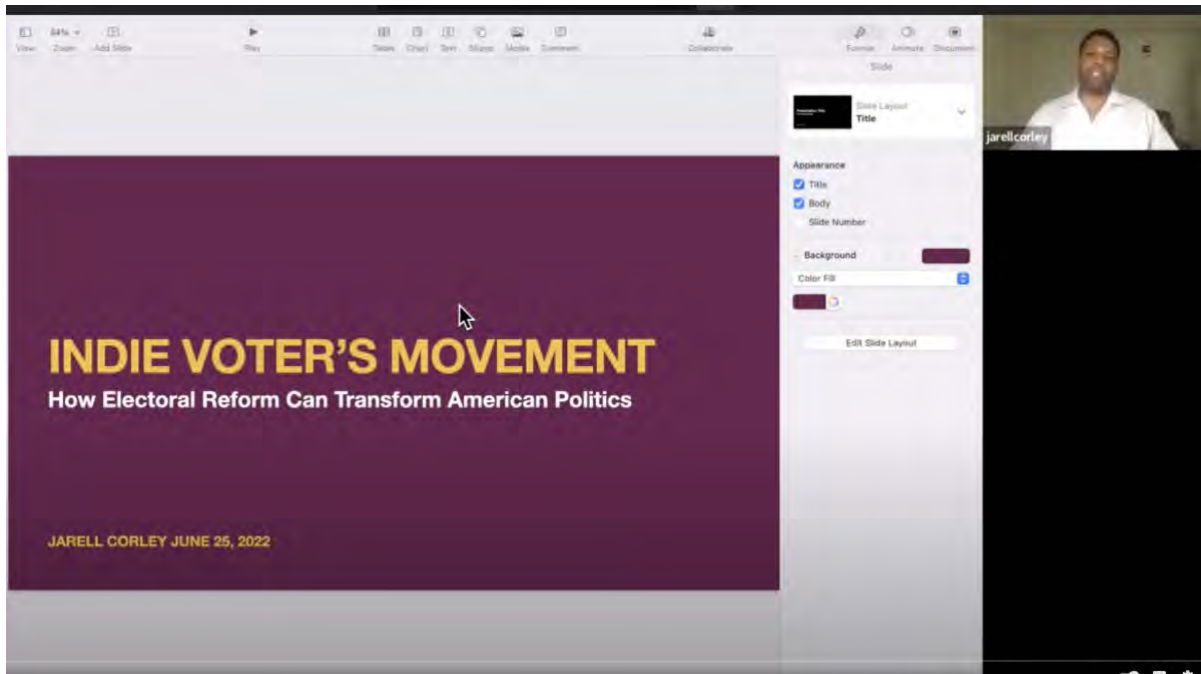 View
44%
Zoom
Add Slide
Play
Table
Chart
Text
Shape
Media
Comment
Collaborate
Format
Animate
Document
Slide
Slide Layout
Title
jarellcorley
Appearance
Title
Body
Slide Number
Background
Color Fill
Edit Slide Layout
INDIE VOTER'S MOVEMENT
How Electoral Reform Can Transform American Politics
JARELL CORLEY JUNE 25, 2022